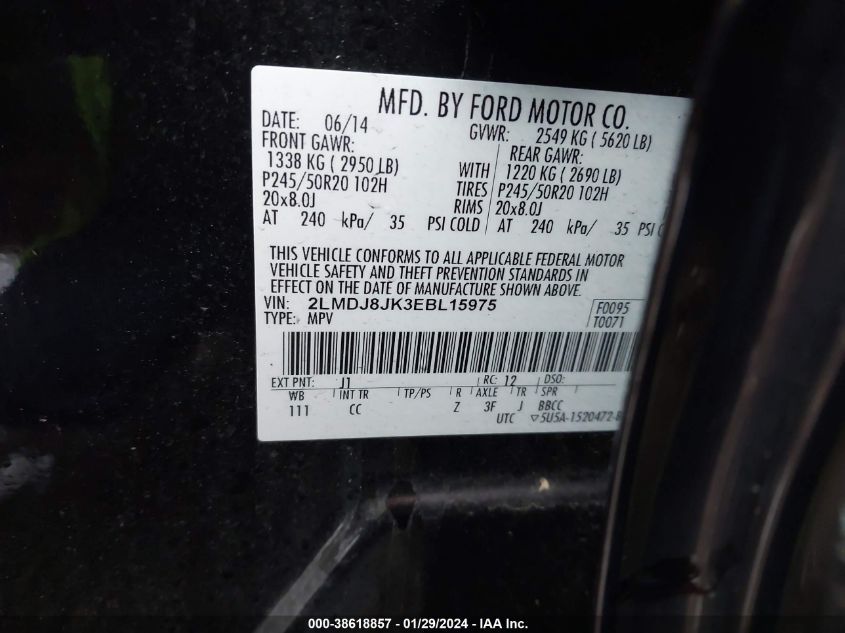 MFD. BY FORD MOTOR CO.
DATE: 06/14 GVWR: 2549 KG ( 5620 LB)
FRONT GAWR: REAR GAWR:
1338 KG ( 2950 LB) WITH 1220 KG ( 2690 LB)
P245/50R20 102H TIRES P245/50R20 102H
20x8.0J RIMS 20x8.0J
AT 240 kPa/ 35 PSI COLD AT 240 kPa/ 35 PSI
THIS VEHICLE CONFORMS TO ALL APPLICABLE FEDERAL MOTOR
VEHICLE SAFETY AND THEFT PREVENTION STANDARDS IN
EFFECT ON THE DATE OF MANUFACTURE SHOWN ABOVE.
VIN: 2LMDJ8JK3EBL15975 F0095
TYPE: MPV T0071
EXT PNT: J1 RC: 12 DSO:
WB INT TR TP/PS R AXLE TR SPR
111 CC Z 3F J BBCC
UTC ▽5U5A-1520472-
000-38618857 - 01/29/2024 - IAA Inc.